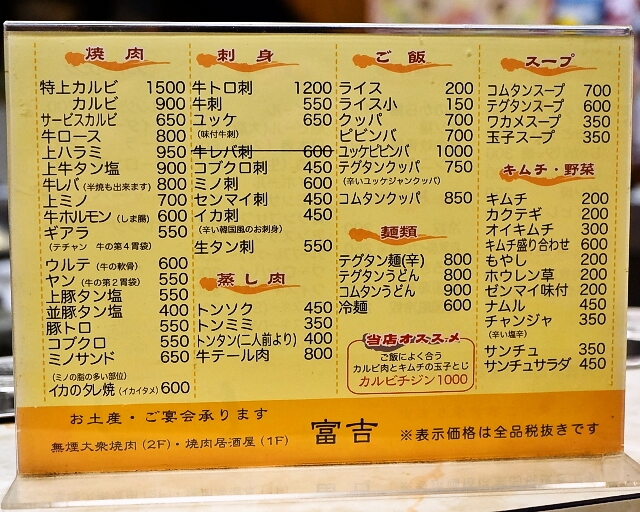 焼肉
特上カルビ 1500
カルビ 900
サービスカルビ 650
牛ロース 800
上ハラミ 950
上牛タン塩 900
牛レバ (半焼も出来ます) 800
上ミノ 700
牛ホルモン (しま腸) 600
ギアラ 550
(テチャン 牛の第4胃袋)
ウルテ (牛の軟骨) 600
ヤン (牛の第2胃袋) 550
上豚タン塩 550
並豚タン塩 400
豚トロ 550
コブクロ 550
ミノサンド 650
(ミノの脂の多い部位)
イカのタレ焼 (イカイタメ) 600
刺身
牛トロ刺 1200
牛刺 550
ユッケ 650
(味付牛刺)
牛レバ刺 600
コブクロ刺 450
ミノ刺 600
センマイ刺 450
イカ刺 450
(辛い韓国風のお刺身)
生タン刺 550
蒸し肉
トンソク 450
トンミミ 350
トンタン(二人前より) 400
牛テール肉 800
ご飯
ライス 200
ライス小 150
クッパ 700
ビビンバ 700
ユッケビビンバ 1000
テグタンクッパ 750
(辛いユッケジャンクッパ)
コムタンクッパ 850
麺類
テグタン麺(辛) 800
テグタンうどん 800
コムタンうどん 900
冷麺 600
当店オススメ
ご飯によく合う
カルビ肉とキムチの玉子とじ
カルビチジン1000
スープ
コムタンスープ 700
テグタンスープ 600
ワカメスープ 350
玉子スープ 350
キムチ・野菜
キムチ 200
カクテギ 200
オイキムチ 300
キムチ盛り合わせ 600
もやし 200
ホウレン草 200
ゼンマイ味付 200
ナムル 450
チャンジャ 350
(辛い塩辛)
サンチュ 350
サンチュサラダ 450
お土産・ご宴会承ります
無煙大衆焼肉(2F)・焼肉居酒屋(1F)
富吉
※表示価格は全品税抜きです